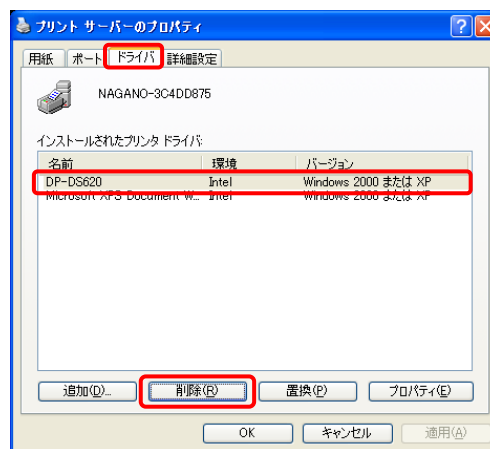 プリント サーバーのプロパティ
用紙 ポート ドライバ 詳細設定
NAGANO-3C4DD875
インストールされたプリンタ ドライバ:
名前 環境 バージョン
DP-DS620 Intel Windows 2000 または XP
Microsoft XPS Document W... Intel Windows 2000 または XP
追加(D)... 削除(R) 置換(P) プロパティ(E)
OK キャンセル 適用(A)